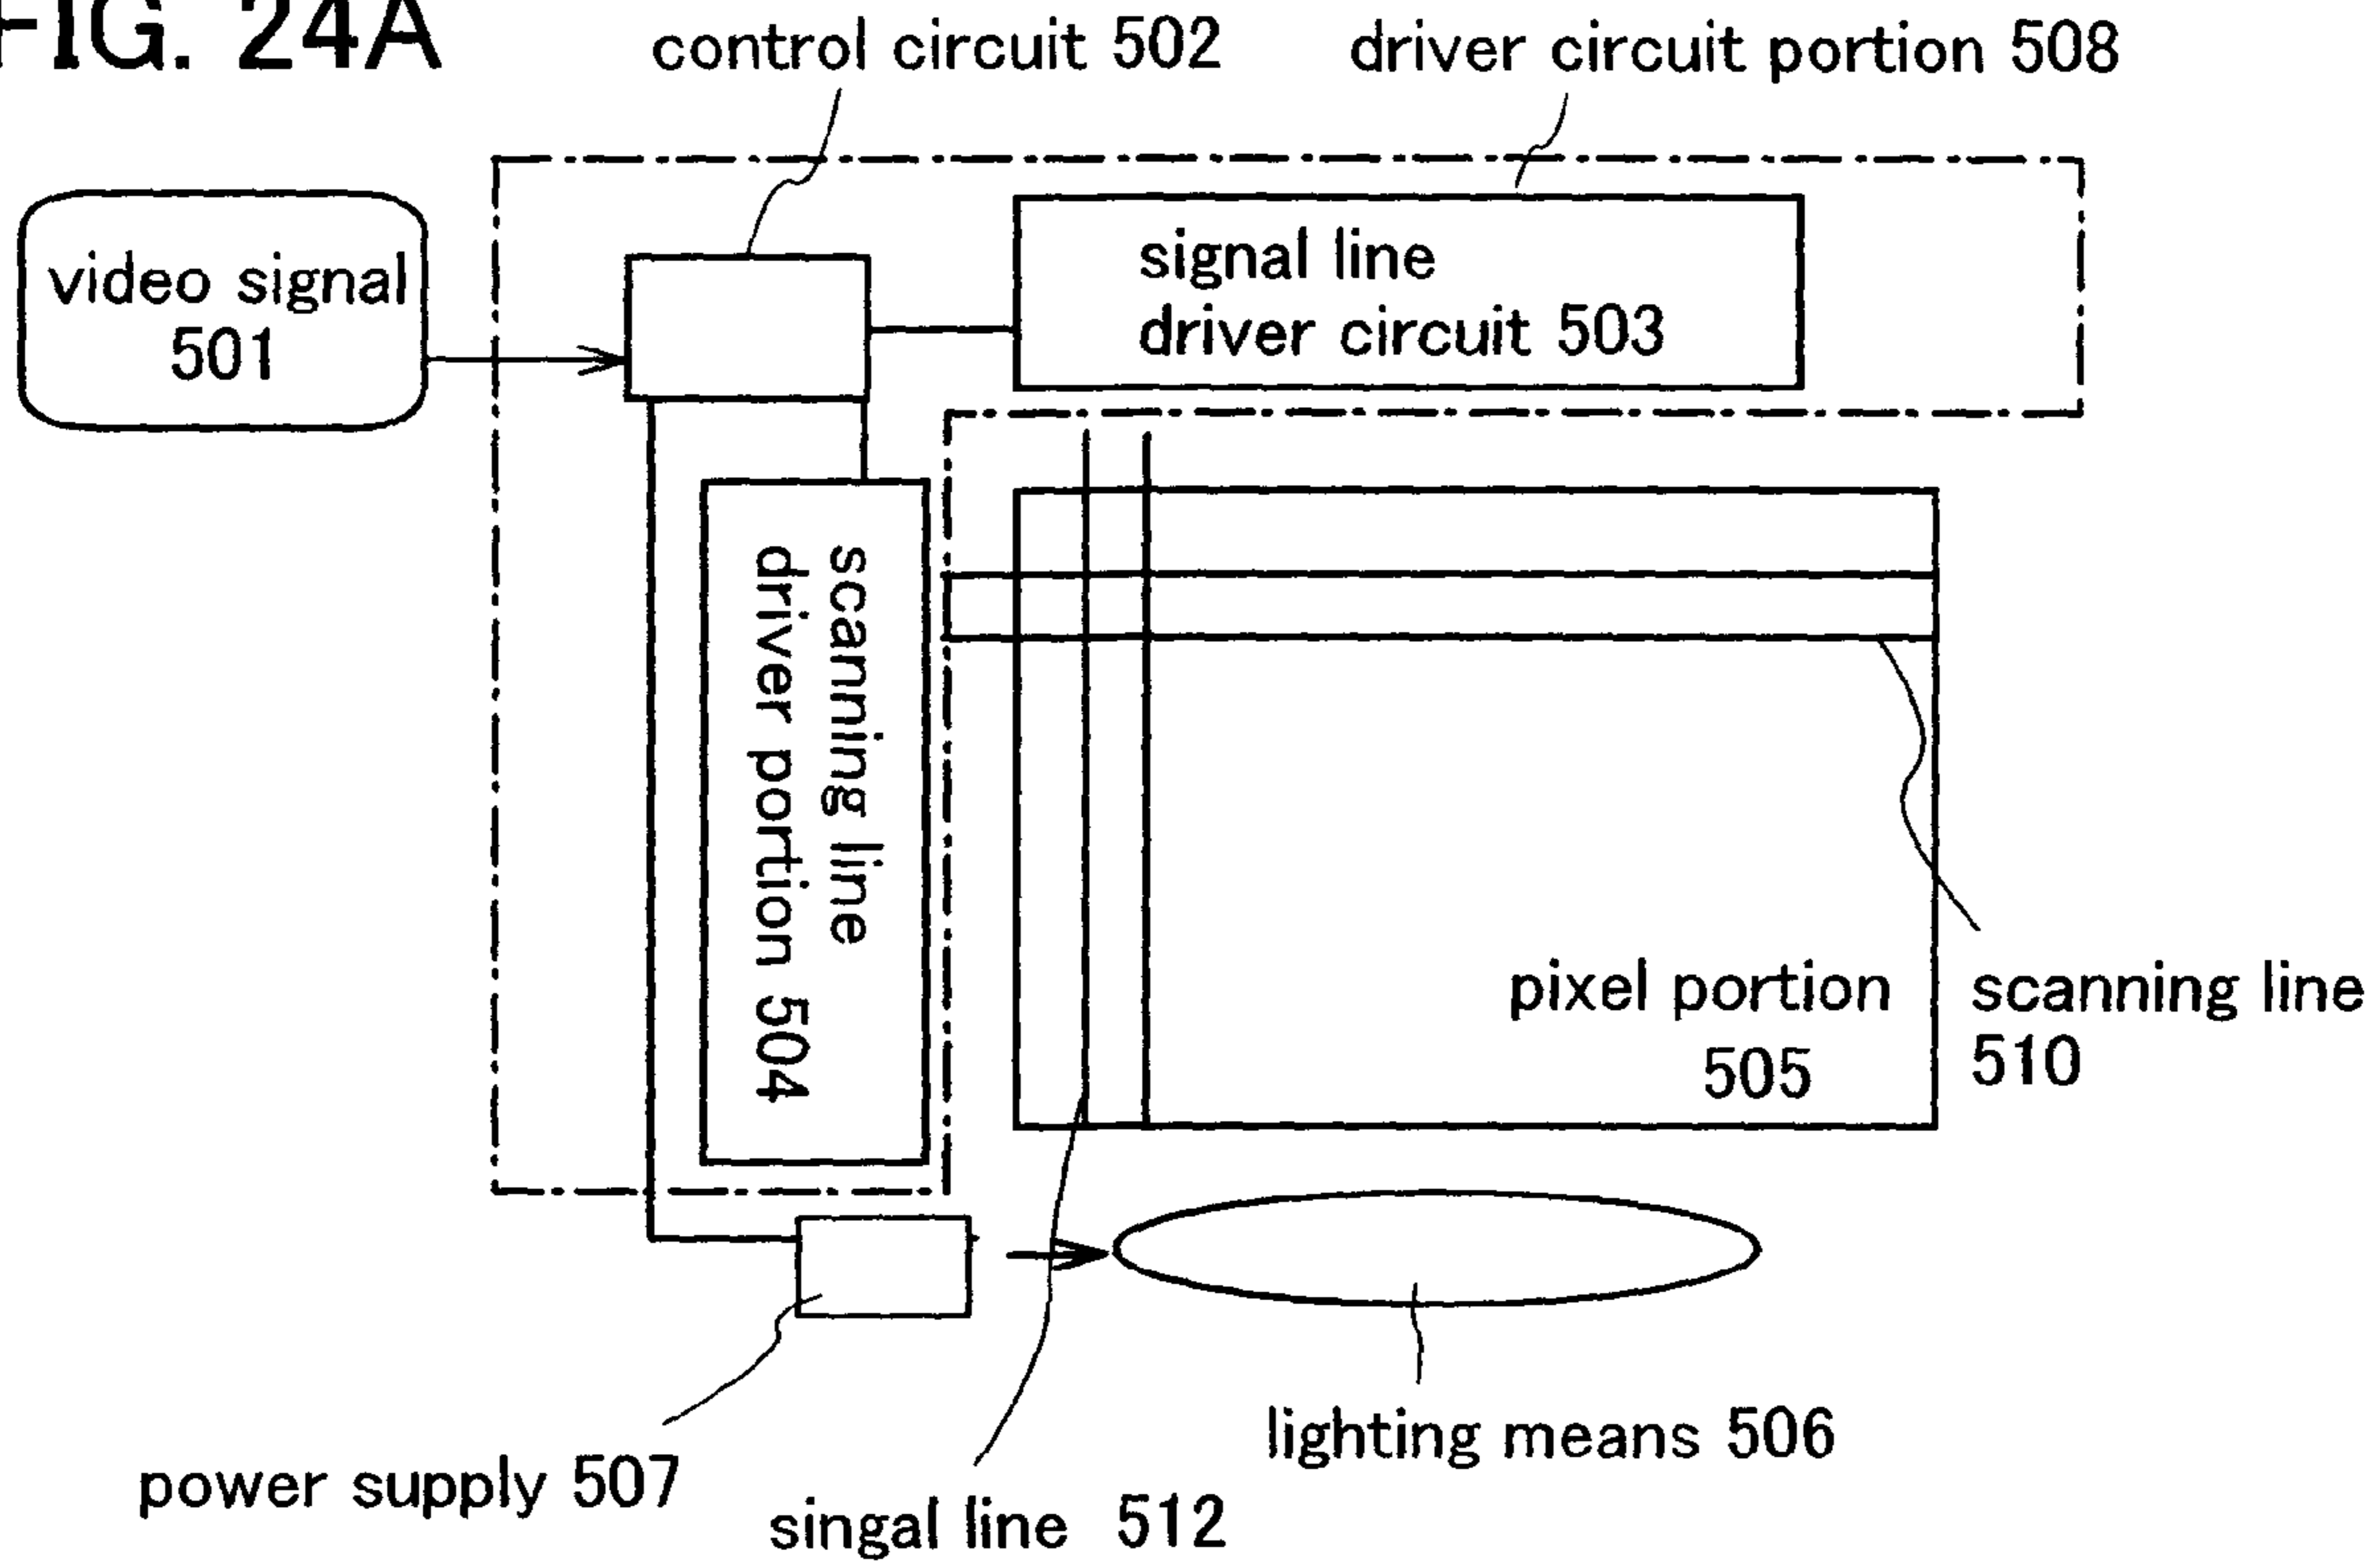 FIG. 24A
control circuit 502
driver circuit portion 508
video signal
501
signal line
driver circuit 503
scanning line
driver portion 504
pixel portion
505
scanning line
510
lighting means 506
power supply 507
singal line 512